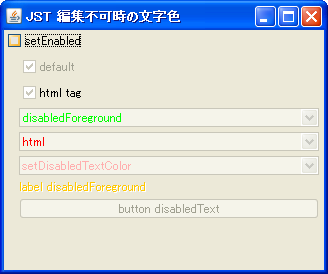 JST 編集不可時の文字色
setEnabled
default
html tag
disabledForeground
html
setDisabledTextColor
label disabledForeground
button disabledText